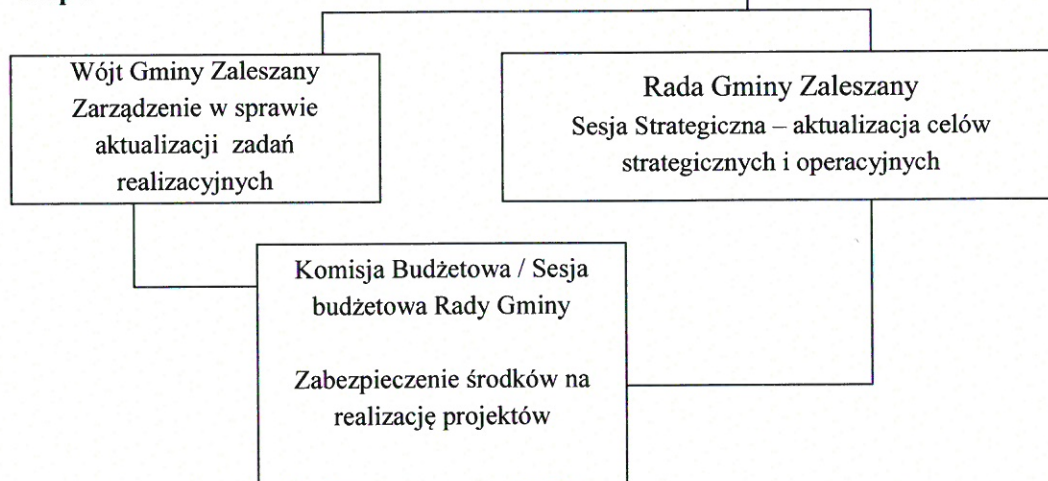 Wójt Gminy Zaleszany
Zarządzenie w sprawie
aktualizacji zadań
realizacyjnych
Rada Gminy Zaleszany
Sesja Strategiczna – aktualizacja celów
strategicznych i operacyjnych
Komisja Budżetowa / Sesja
budżetowa Rady Gminy
Zabezpieczenie środków na
realizację projektów